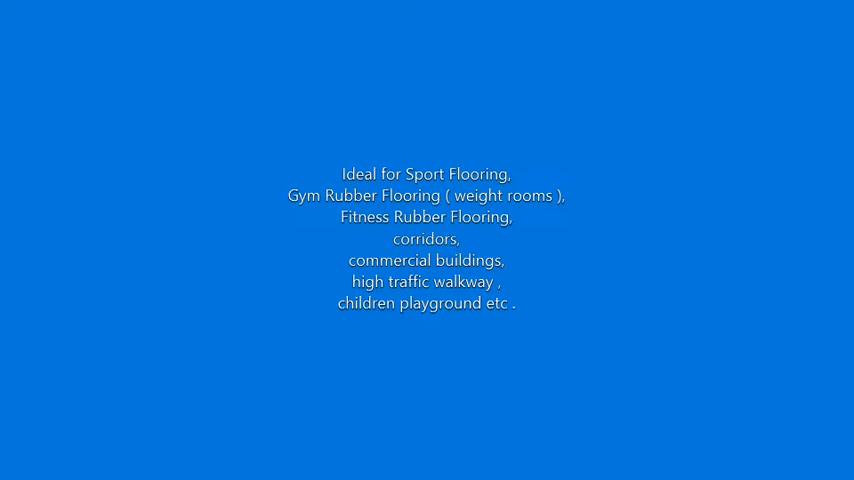 Ideal for Sport Flooring,
Gym Rubber Flooring ( weight rooms ),
Fitness Rubber Flooring,
corridors,
commercial buildings,
high traffic walkway ,
children playground etc .